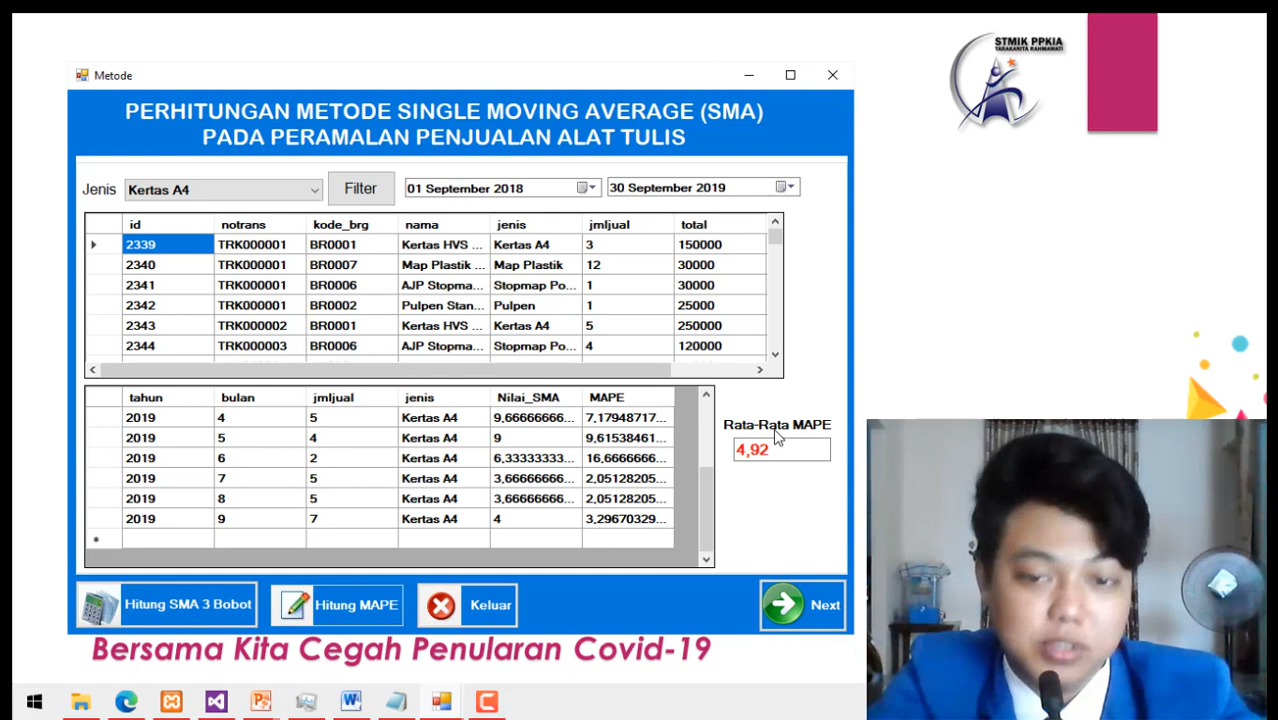 STMIK PPKIA
TARAKANITA RAHMAWATI
Metode
PERHITUNGAN METODE SINGLE MOVING AVERAGE (SMA)
PADA PERAMALAN PENJUALAN ALAT TULIS
Jenis Kertas A4 Filter 01 September 2018 30 September 2019
id notrans kode_brg nama jenis jmljual total
2339 TRK000001 BR0001 Kertas HVS ... Kertas A4 3 150000
2340 TRK000001 BR0007 Map Plastik ... Map Plastik 12 30000
2341 TRK000001 BR0006 AJP Stopma... Stopmap Po... 1 30000
2342 TRK000001 BR0002 Pulpen Stan... Pulpen 1 25000
2343 TRK000002 BR0001 Kertas HVS ... Kertas A4 5 250000
2344 TRK000003 BR0006 AJP Stopma... Stopmap Po... 4 120000
tahun bulan jmljual jenis Nilai_SMA MAPE
2019 4 5 Kertas A4 9,66666666... 7,17948717...
2019 5 4 Kertas A4 9 9,61538461...
2019 6 2 Kertas A4 6,33333333... 16,6666666...
2019 7 5 Kertas A4 3,66666666... 2,05128205...
2019 8 5 Kertas A4 3,66666666... 2,05128205...
2019 9 7 Kertas A4 4 3,29670329...
Rata-Rata MAPE
4,92
Hitung SMA 3 Bobot Hitung MAPE Keluar Next
Bersama Kita Cegah Penularan Covid-19